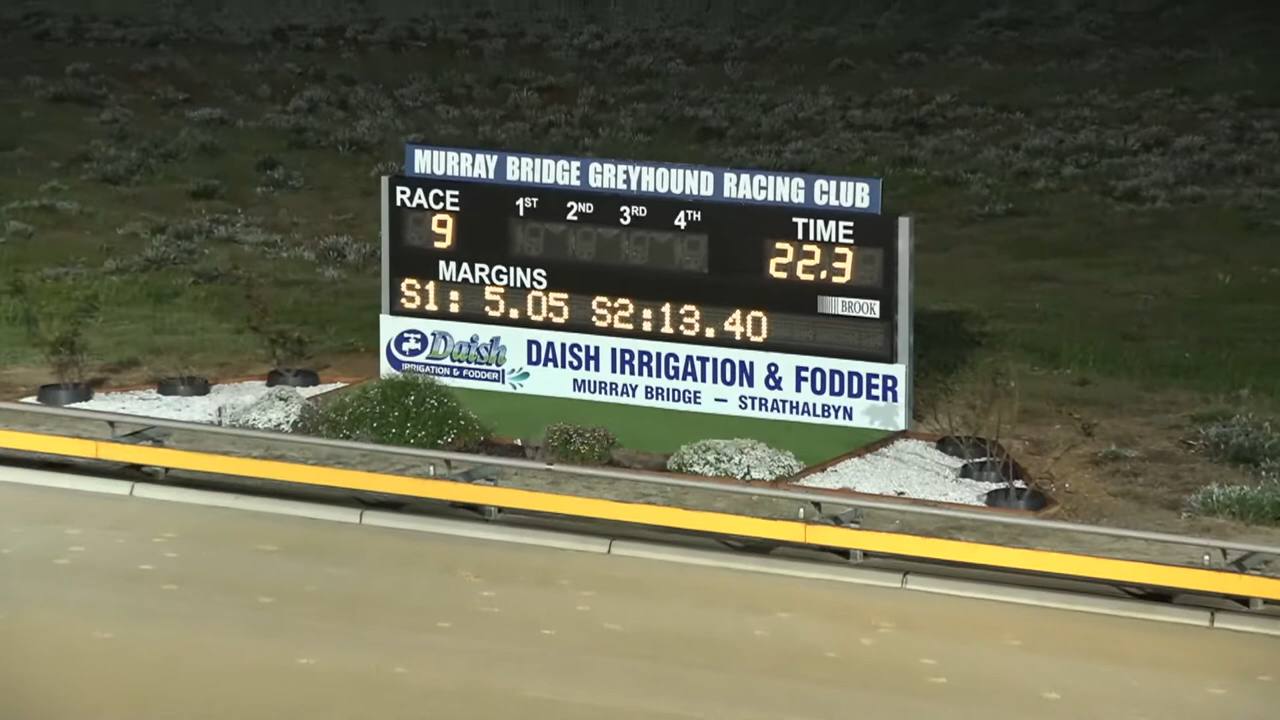 MURRAY BRIDGE GREYHOUND RACING CLUB
RACE 1ST 2ND 3RD 4TH TIME
9 22.3
MARGINS
S1: 5.05 S2:13.40 BROOK
Daish DAISH IRRIGATION & FODDER
IRRIGATION & FODDER MURRAY BRIDGE — STRATHALBYN